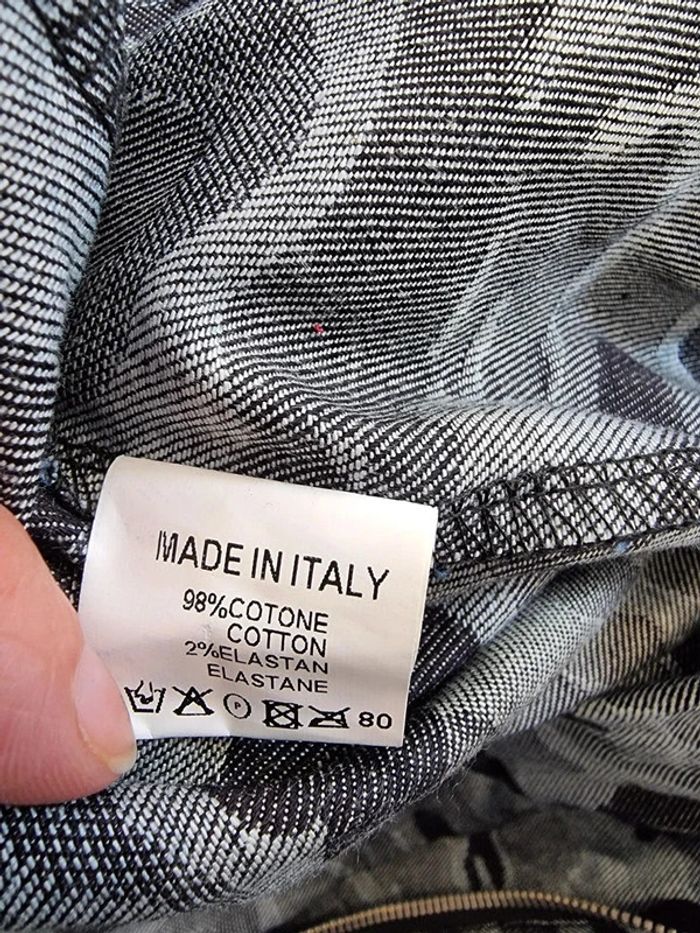 MADE IN ITALY
98%COTONE
COTTON
2%ELASTAN
ELASTANE
P 80